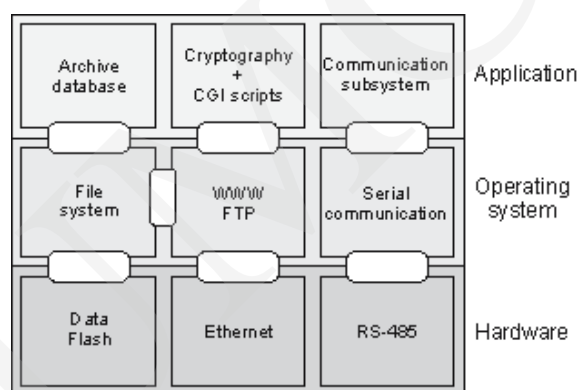 Archive
database
Cryptography
+
CGI scripts
Communication
subsystem
Application
File
system
WWW
FTP
Serial
communication
Operating
system
Data
Flash
Ethernet
RS-485
Hardware